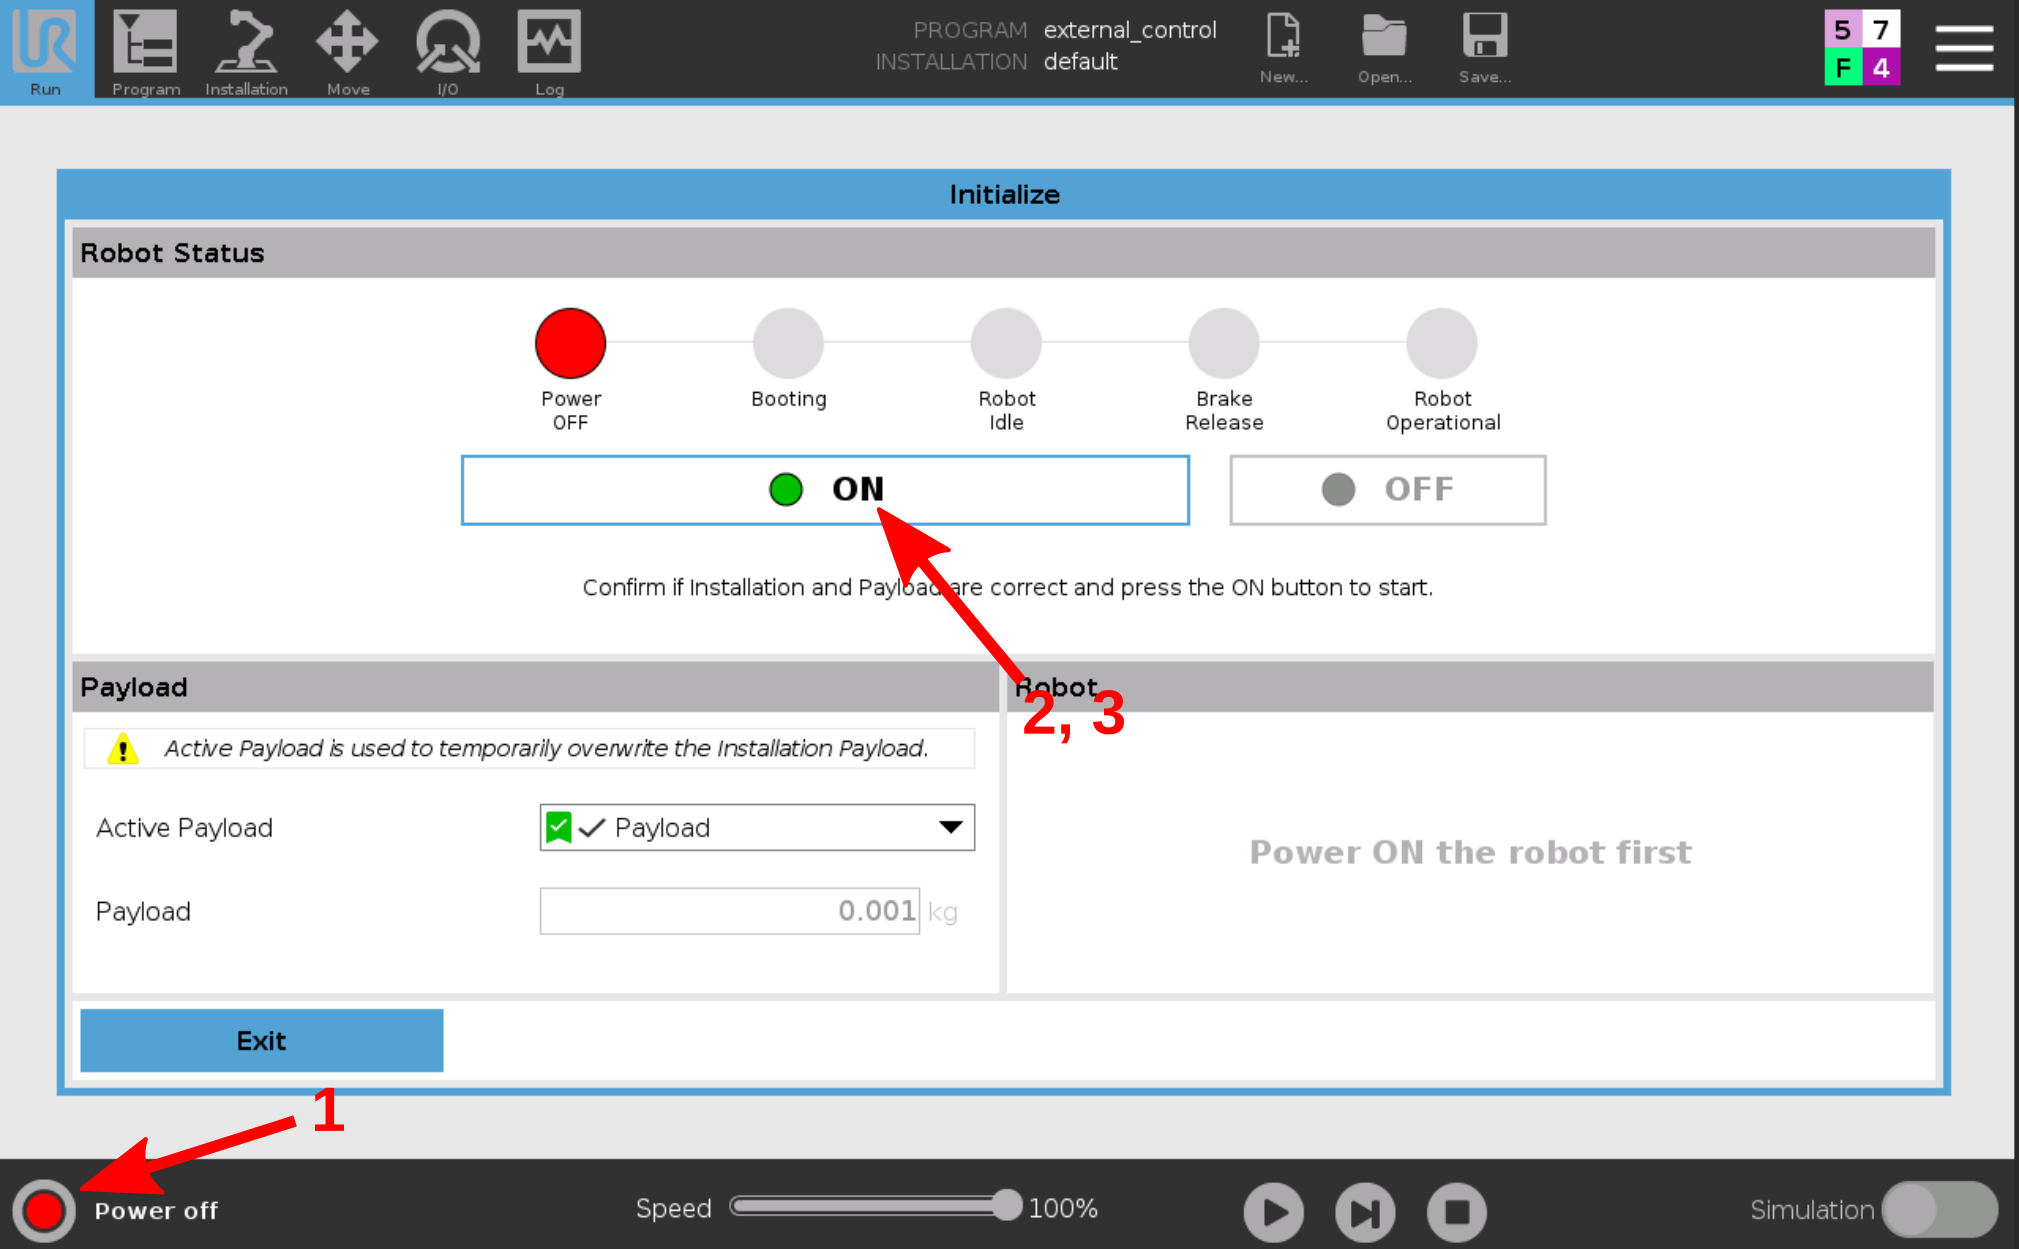 UR
Run
Program
Installation
Move
I/O
Log
PROGRAM external_control
INSTALLATION default
New...
Open...
Save...
5 7
F 4
Initialize
Robot Status
Power
OFF
Booting
Robot
Idle
Brake
Release
Robot
Operational
ON
OFF
Confirm if Installation and Payload are correct and press the ON button to start.
Payload
Robot
2, 3
Active Payload is used to temporarily overwrite the Installation Payload.
Active Payload
Payload
Power ON the robot first
Payload
0.001 kg
Exit
1
Power off
Speed
100%
Simulation